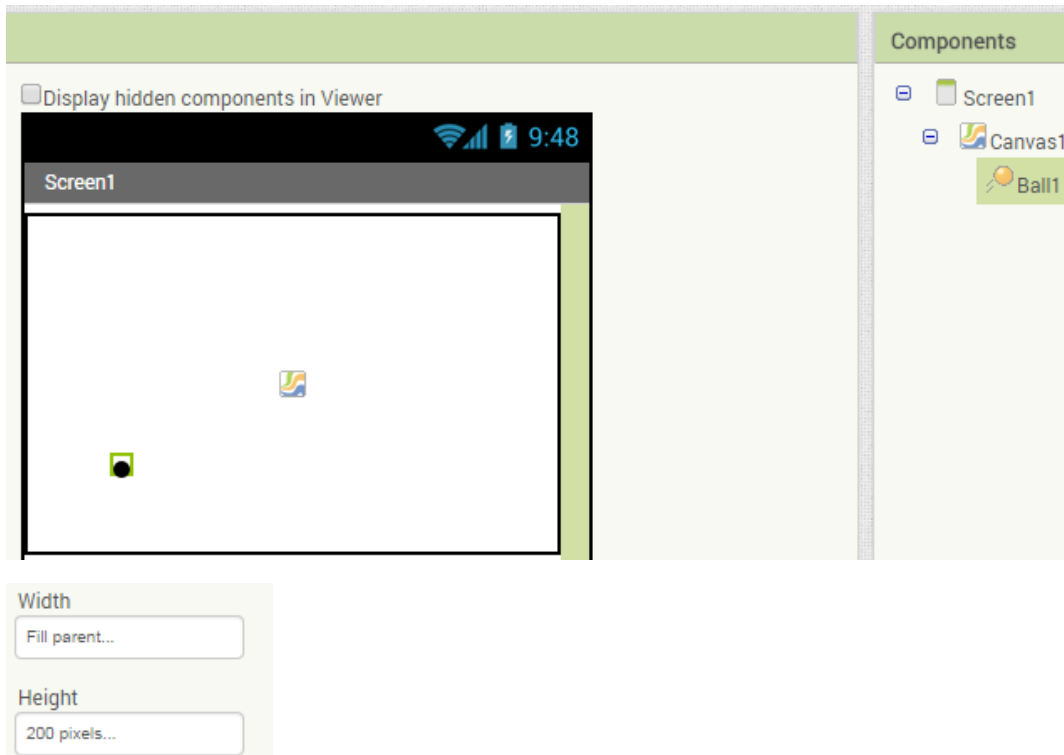 Components
Display hidden components in Viewer
Screen1
9:48
Canvas1
Screen1
Ball1
Width
Fill parent...
Height
200 pixels...